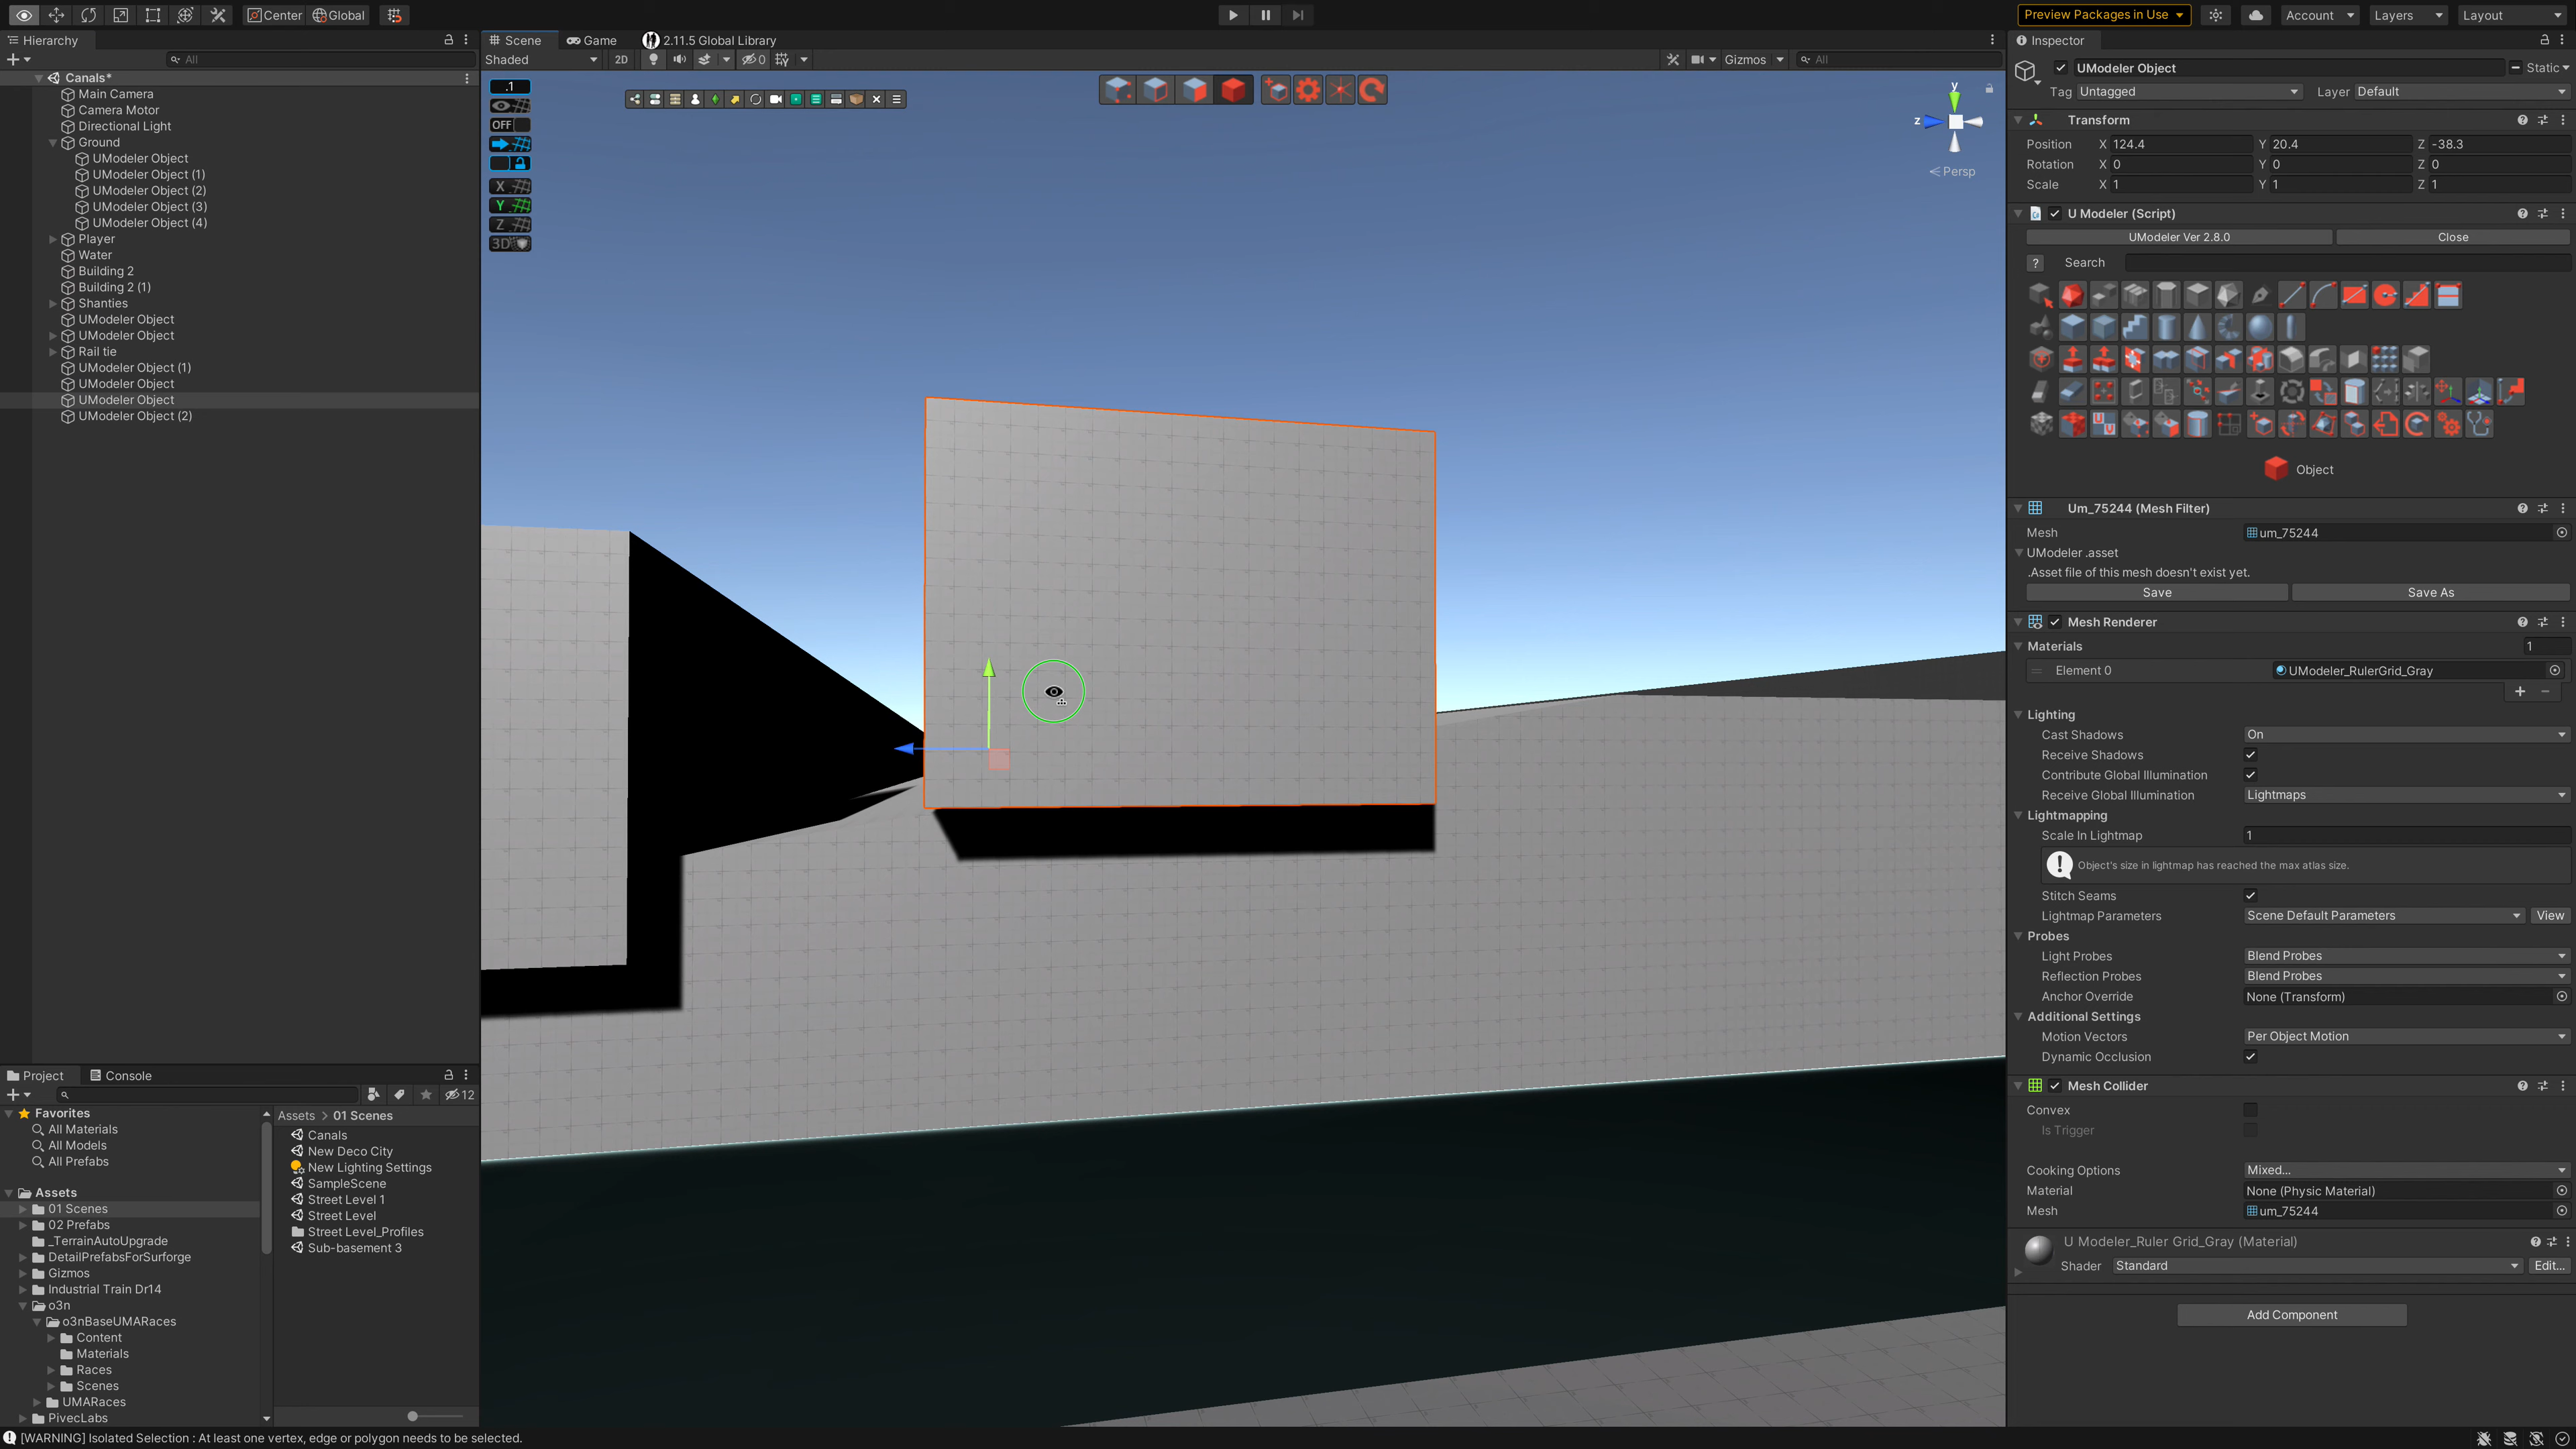 Center
Global
Preview Packages in Use
Account
Layers
Layout
Hierarchy
All
Canals*
Main Camera
Camera Motor
Directional Light
Ground
UModeler Object
UModeler Object (1)
UModeler Object (2)
UModeler Object (3)
UModeler Object (4)
Player
Water
Building 2
Building 2 (1)
Shanties
UModeler Object
UModeler Object
Rail tie
UModeler Object (1)
UModeler Object
UModeler Object
UModeler Object (2)
Scene
Game
2.11.5 Global Library
Shaded
2D
0
Gizmos
All
.1
OFF
X
Y
Z
3D
y
z
Persp
Inspector
UModeler Object
Static
Tag Untagged
Layer Default
Transform
Position X 124.4 Y 20.4 Z -38.3
Rotation X 0 Y 0 Z 0
Scale X 1 Y 1 Z 1
U Modeler (Script)
UModeler Ver 2.8.0
Close
? Search
Object
Um_75244 (Mesh Filter)
Mesh um_75244
UModeler .asset
.Asset file of this mesh doesn't exist yet.
Save
Save As
Mesh Renderer
Materials 1
Element 0 UModeler_RulerGrid_Gray
Lighting
Cast Shadows On
Receive Shadows
Contribute Global Illumination
Receive Global Illumination Lightmaps
Lightmapping
Scale In Lightmap 1
Object's size in lightmap has reached the max atlas size.
Stitch Seams
Lightmap Parameters Scene Default Parameters View
Probes
Light Probes Blend Probes
Reflection Probes Blend Probes
Anchor Override None (Transform)
Additional Settings
Motion Vectors Per Object Motion
Dynamic Occlusion
Mesh Collider
Convex
Is Trigger
Cooking Options Mixed...
Material None (Physic Material)
Mesh um_75244
U Modeler_Ruler Grid_Gray (Material)
Shader Standard Edit...
Add Component
Project
Console
12
Favorites
All Materials
All Models
All Prefabs
Assets
01 Scenes
02 Prefabs
_TerrainAutoUpgrade
DetailPrefabsForSurforge
Gizmos
Industrial Train Dr14
o3n
o3nBaseUMARaces
Content
Materials
Races
Scenes
UMARaces
PivecLabs
Assets > 01 Scenes
Canals
New Deco City
New Lighting Settings
SampleScene
Street Level 1
Street Level
Street Level_Profiles
Sub-basement 3
[WARNING] Isolated Selection : At least one vertex, edge or polygon needs to be selected.